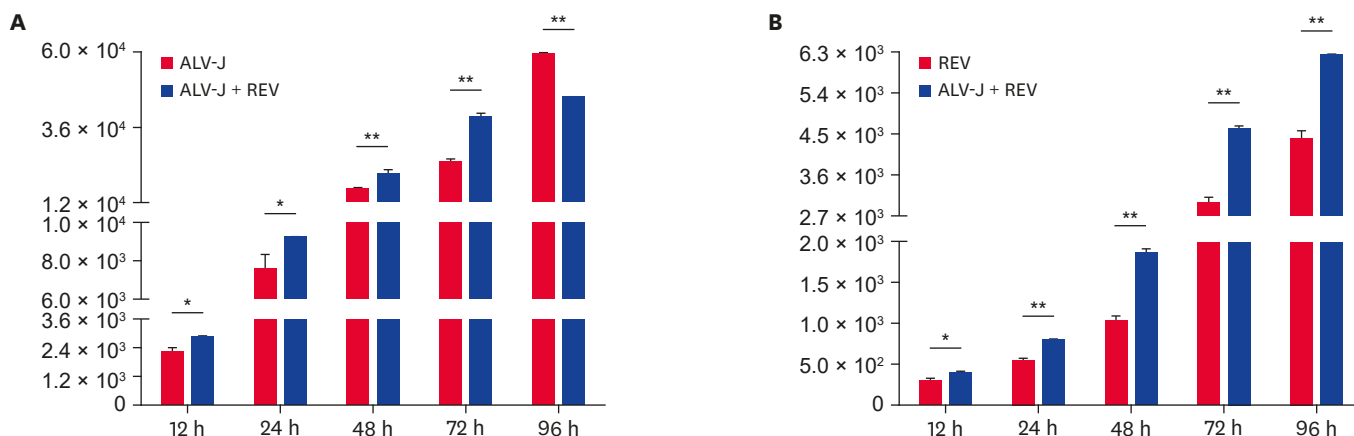 A
6.0 × 10⁴
3.6 × 10⁴
1.2 × 10⁴
1.0 × 10⁴
8.0 × 10³
6.0 × 10³
3.6 × 10³
2.4 × 10³
1.2 × 10³
0
ALV-J
ALV-J + REV
*
*
**
**
**
12 h 24 h 48 h 72 h 96 h
B
6.3 × 10³
5.4 × 10³
4.5 × 10³
3.6 × 10³
2.7 × 10³
2.0 × 10³
1.5 × 10³
1.0 × 10³
5.0 × 10²
0
REV
ALV-J + REV
*
**
**
**
**
12 h 24 h 48 h 72 h 96 h